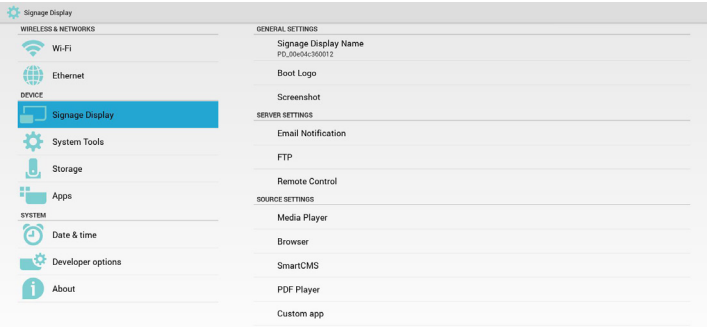 Signage Display
WIRELESS & NETWORKS
Wi-Fi
Ethernet
DEVICE
Signage Display
System Tools
Storage
Apps
SYSTEM
Date & time
Developer options
About
GENERAL SETTINGS
Signage Display Name
PD_00e04c360012
Boot Logo
Screenshot
SERVER SETTINGS
Email Notification
FTP
Remote Control
SOURCE SETTINGS
Media Player
Browser
SmartCMS
PDF Player
Custom app